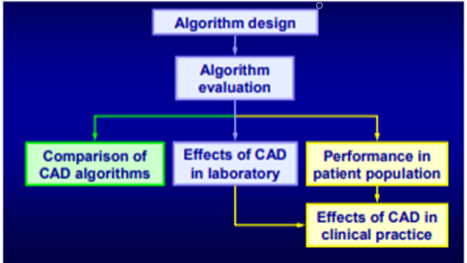 Algorithm design
Algorithm
evaluation
Comparison of
CAD algorithms
Effects of CAD
in laboratory
Performance in
patient population
Effects of CAD in
clinical practice